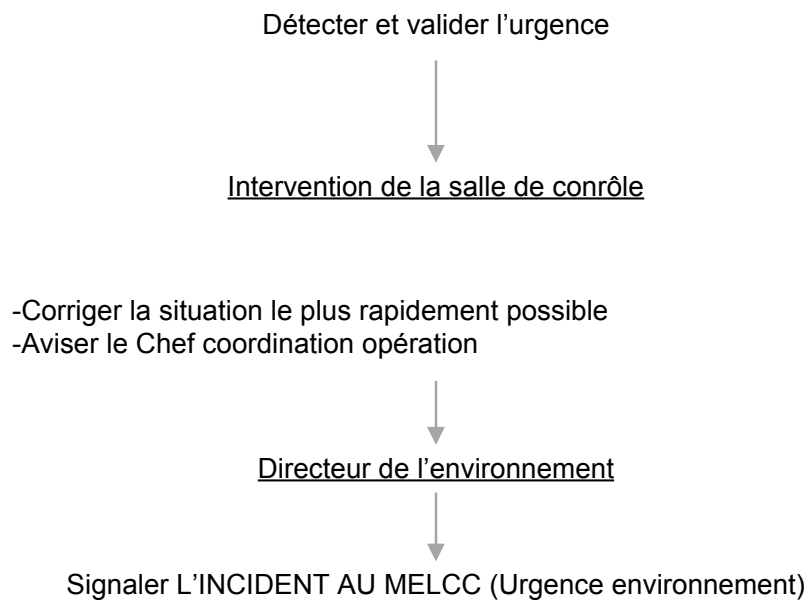 Détecter et valider l’urgence
Intervention de la salle de conrôle
-Corriger la situation le plus rapidement possible
-Aviser le Chef coordination opération
Directeur de l’environnement
Signaler L’INCIDENT AU MELCC (Urgence environnement)